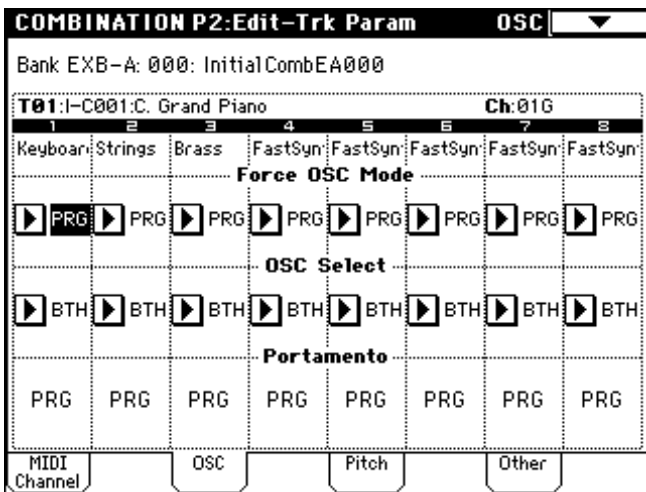 COMBINATION P2:Edit-Trk Param OSC
Bank EXB-A: 000: InitialCombEA000
T01:I-C001:C. Grand Piano Ch:01G
1 2 3 4 5 6 7 8
Keyboar Strings Brass FastSyn FastSyn FastSyn FastSyn FastSyn
Force OSC Mode
PRG PRG PRG PRG PRG PRG PRG PRG
OSC Select
BTH BTH BTH BTH BTH BTH BTH BTH
Portamento
PRG PRG PRG PRG PRG PRG PRG PRG
MIDI Channel OSC Pitch Other